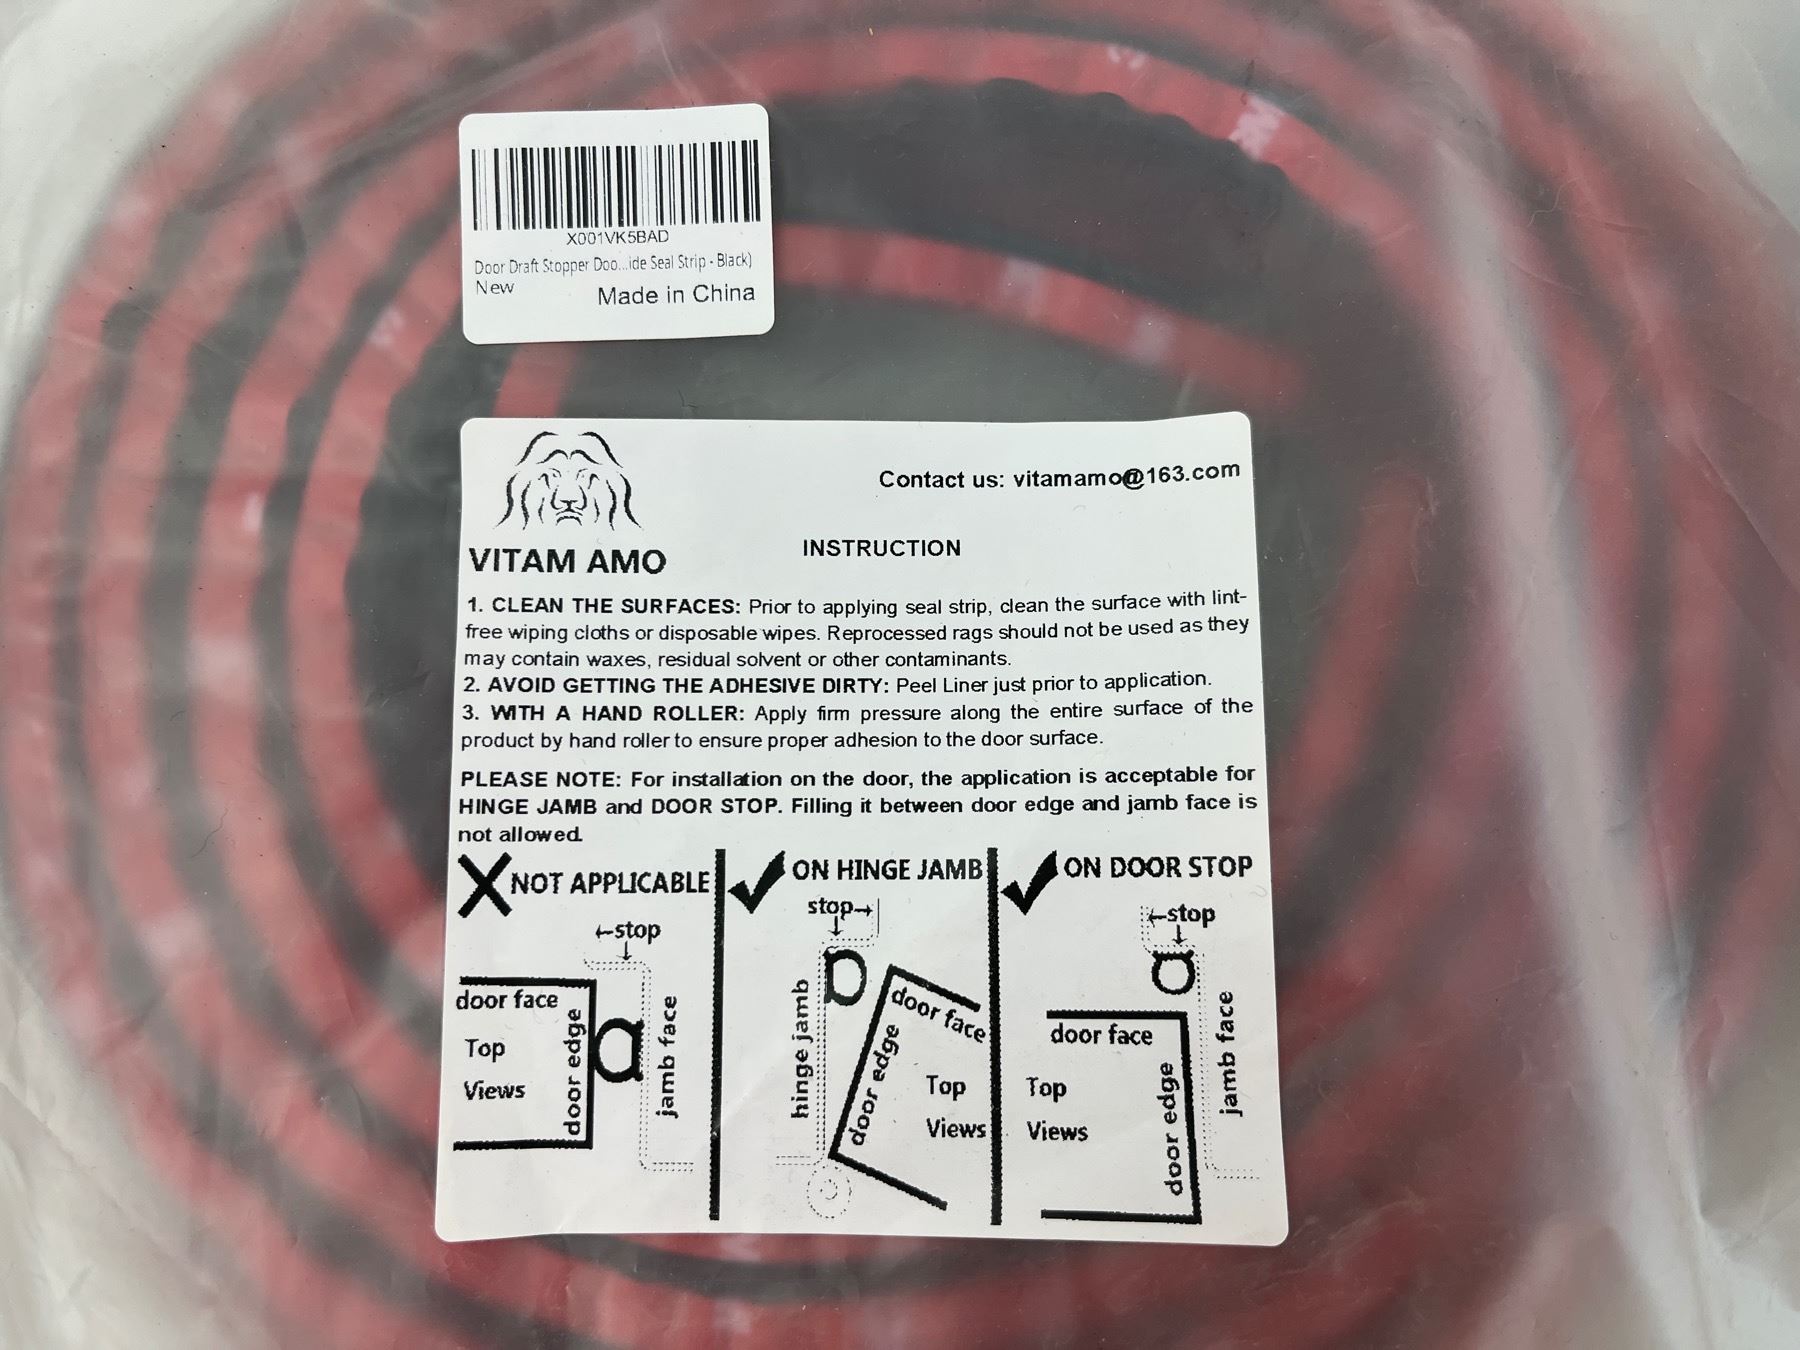 X001VK5BAD
Door Draft Stopper Doo...ide Seal Strip - Black)
New
Made in China
Contact us: vitamamo@163.com
VITAM AMO
INSTRUCTION
1. CLEAN THE SURFACES: Prior to applying seal strip, clean the surface with lint-
free wiping cloths or disposable wipes. Reprocessed rags should not be used as they
may contain waxes, residual solvent or other contaminants.
2. AVOID GETTING THE ADHESIVE DIRTY: Peel Liner just prior to application.
3. WITH A HAND ROLLER: Apply firm pressure along the entire surface of the
product by hand roller to ensure proper adhesion to the door surface.
PLEASE NOTE: For installation on the door, the application is acceptable for
HINGE JAMB and DOOR STOP. Filling it between door edge and jamb face is
not allowed.
NOT APPLICABLE
←stop
door face
Top
Views
door edge
jamb face
ON HINGE JAMB
stop→
hinge jamb
door face
door edge
Top
Views
ON DOOR STOP
←stop
door face
Top
Views
door edge
jamb face